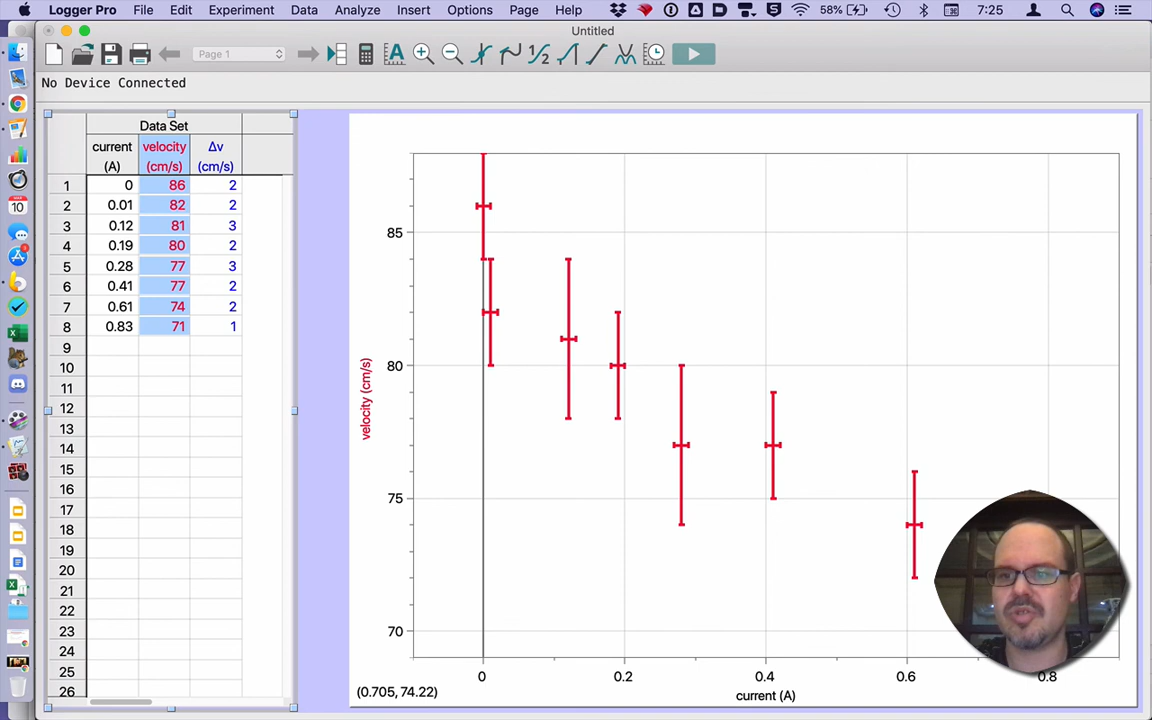 Logger Pro File Edit Experiment Data Analyze Insert Options Page Help 58% 7:25
Untitled
Page 1
No Device Connected
Data Set
current velocity Δv
(A) (cm/s) (cm/s)
1 0 86 2
2 0.01 82 2
3 0.12 81 3
4 0.19 80 2
5 0.28 77 3
6 0.41 77 2
7 0.61 74 2
8 0.83 71 1
9
10
11
12
13
14
15
16
17
18
19
20
21
22
23
24
25
26
85
80
75
70
velocity (cm/s)
0 0.2 0.4 0.6 0.8
(0.705, 74.22)
current (A)
MAR
10
1/2
A